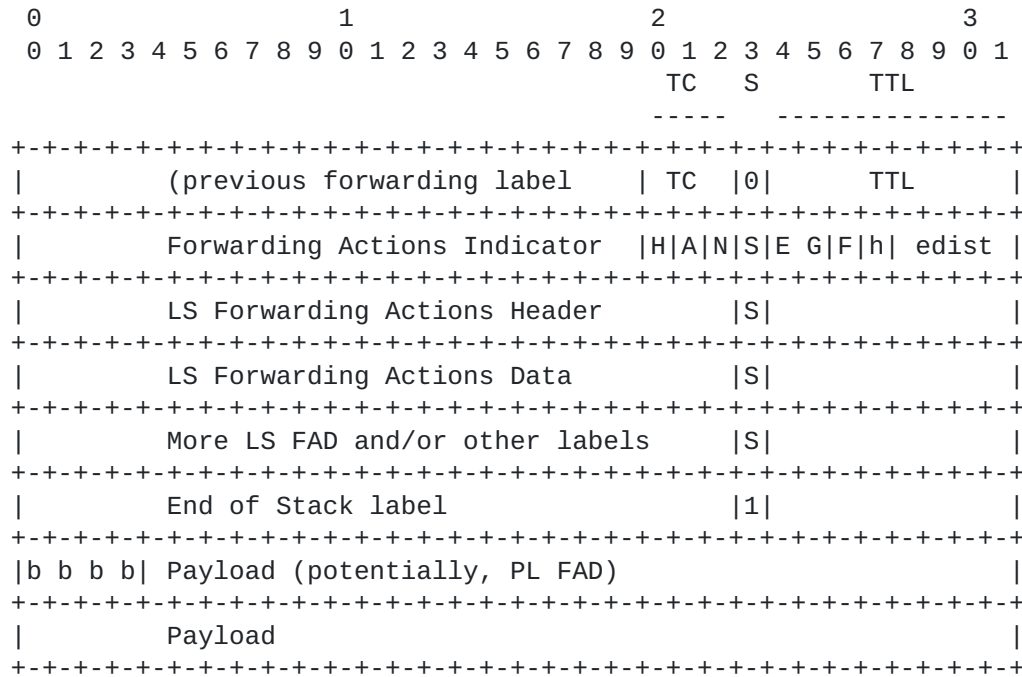 0                   1                   2                   3
 0 1 2 3 4 5 6 7 8 9 0 1 2 3 4 5 6 7 8 9 0 1 2 3 4 5 6 7 8 9 0 1
                                          TC   S       TTL
                                         -----   ---------------
+-+-+-+-+-+-+-+-+-+-+-+-+-+-+-+-+-+-+-+-+-+-+-+-+-+-+-+-+-+-+-+-+
|         (previous forwarding label    | TC  |0|      TTL      |
+-+-+-+-+-+-+-+-+-+-+-+-+-+-+-+-+-+-+-+-+-+-+-+-+-+-+-+-+-+-+-+-+
|         Forwarding Actions Indicator  |H|A|N|S|E G|F|h| edist |
+-+-+-+-+-+-+-+-+-+-+-+-+-+-+-+-+-+-+-+-+-+-+-+-+-+-+-+-+-+-+-+-+
|         LS Forwarding Actions Header        |S|               |
+-+-+-+-+-+-+-+-+-+-+-+-+-+-+-+-+-+-+-+-+-+-+-+-+-+-+-+-+-+-+-+-+
|         LS Forwarding Actions Data          |S|               |
+-+-+-+-+-+-+-+-+-+-+-+-+-+-+-+-+-+-+-+-+-+-+-+-+-+-+-+-+-+-+-+-+
|         More LS FAD and/or other labels     |S|               |
+-+-+-+-+-+-+-+-+-+-+-+-+-+-+-+-+-+-+-+-+-+-+-+-+-+-+-+-+-+-+-+-+
|         End of Stack label                  |1|               |
+-+-+-+-+-+-+-+-+-+-+-+-+-+-+-+-+-+-+-+-+-+-+-+-+-+-+-+-+-+-+-+-+
|b b b b| Payload (potentially, PL FAD)                         |
+-+-+-+-+-+-+-+-+-+-+-+-+-+-+-+-+-+-+-+-+-+-+-+-+-+-+-+-+-+-+-+-+
|         Payload                                               |
+-+-+-+-+-+-+-+-+-+-+-+-+-+-+-+-+-+-+-+-+-+-+-+-+-+-+-+-+-+-+-+-+